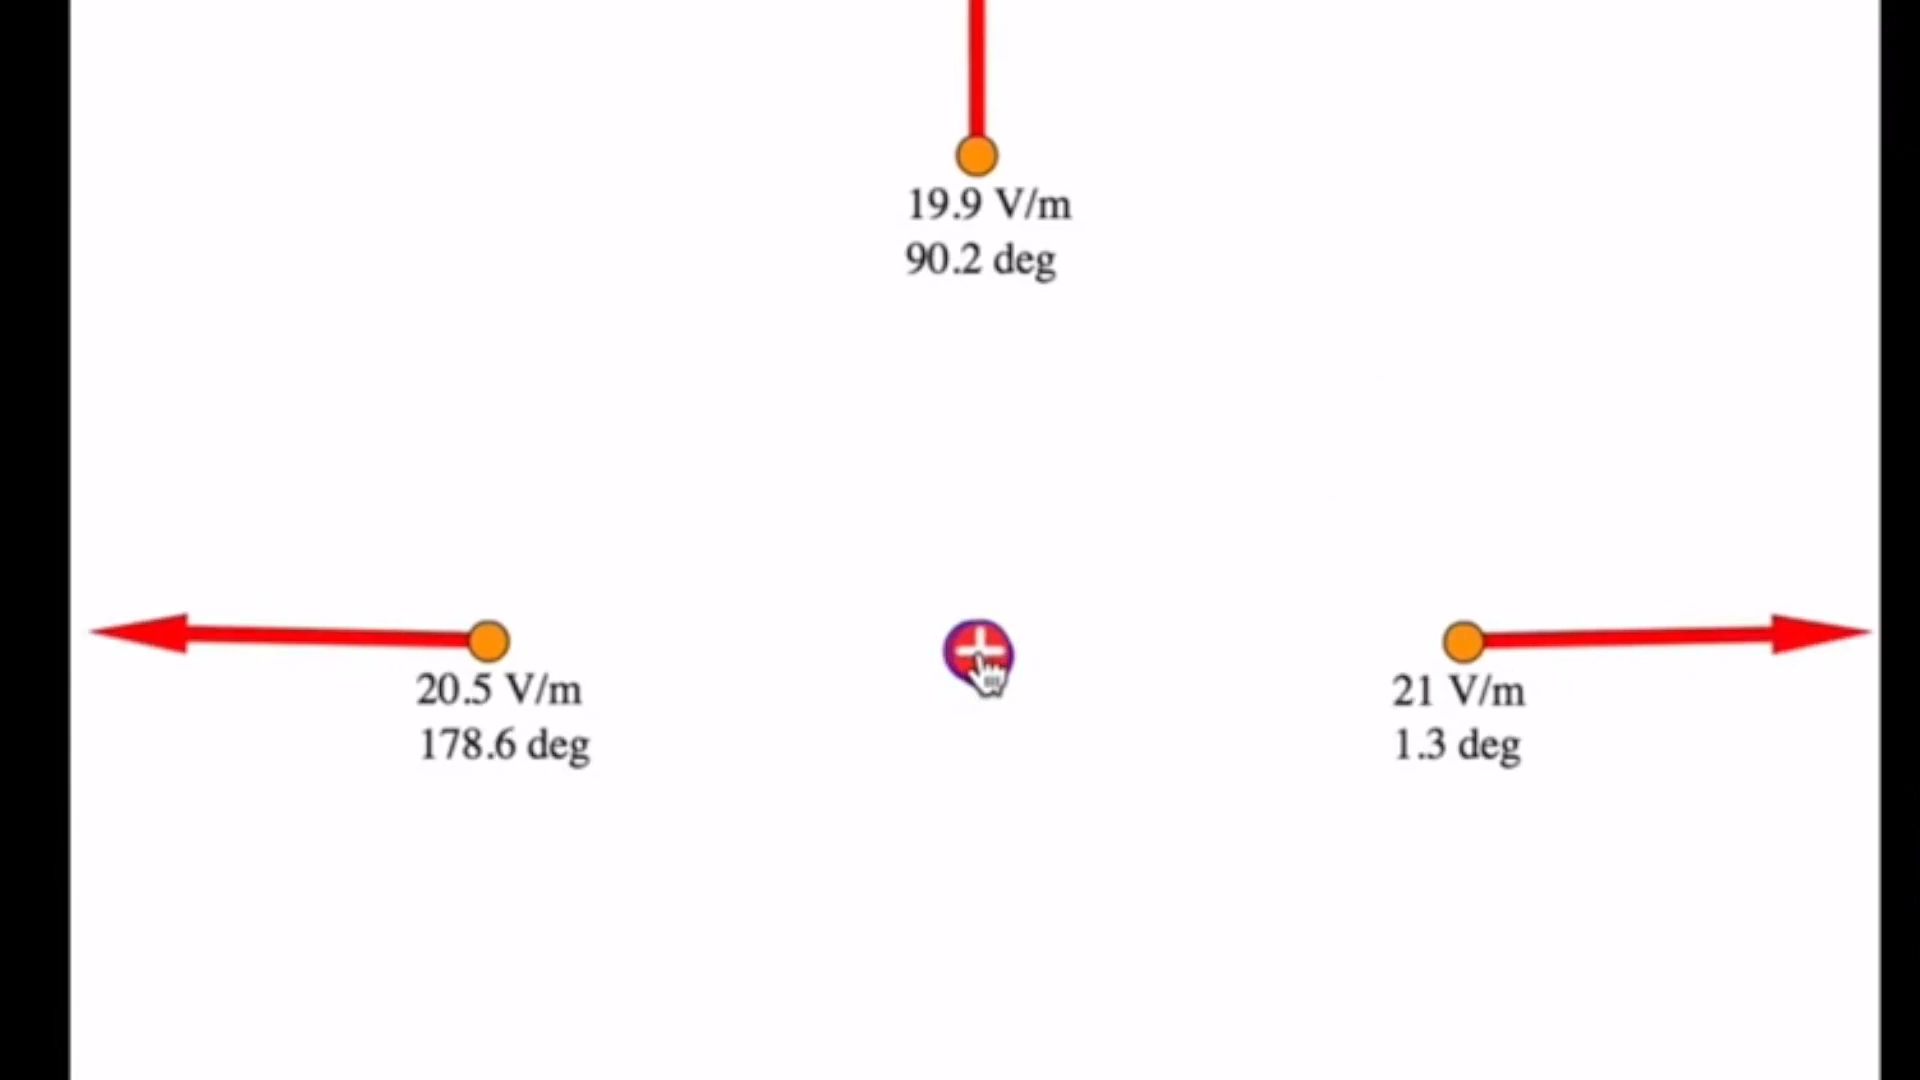 19.9 V/m
90.2 deg
20.5 V/m
178.6 deg
21 V/m
1.3 deg